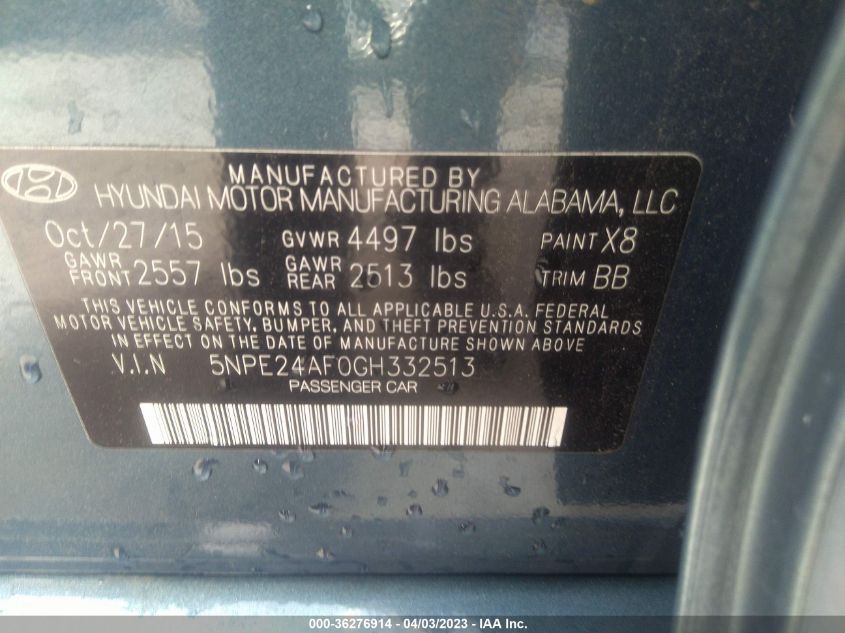 MANUFACTURED BY
HYUNDAI MOTOR MANUFACTURING ALABAMA, LLC
Oct/27/15 GVWR 4497 lbs PAINT X8
GAWR FRONT 2557 lbs GAWR REAR 2513 lbs TRIM BB
THIS VEHICLE CONFORMS TO ALL APPLICABLE U.S.A. FEDERAL
MOTOR VEHICLE SAFETY, BUMPER, AND THEFT PREVENTION STANDARDS
IN EFFECT ON THE DATE OF MANUFACTURE SHOWN ABOVE.
V.I.N 5NPE24AF0GH332513
PASSENGER CAR
000-36276914 - 04/03/2023 - IAA Inc.